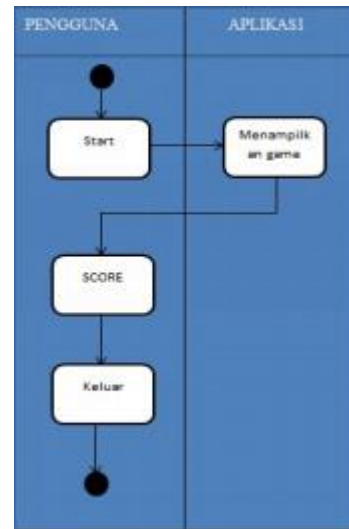 PENGGUNA
APLIKASI
Start
Menampilk
an game
SCORE
Keluar